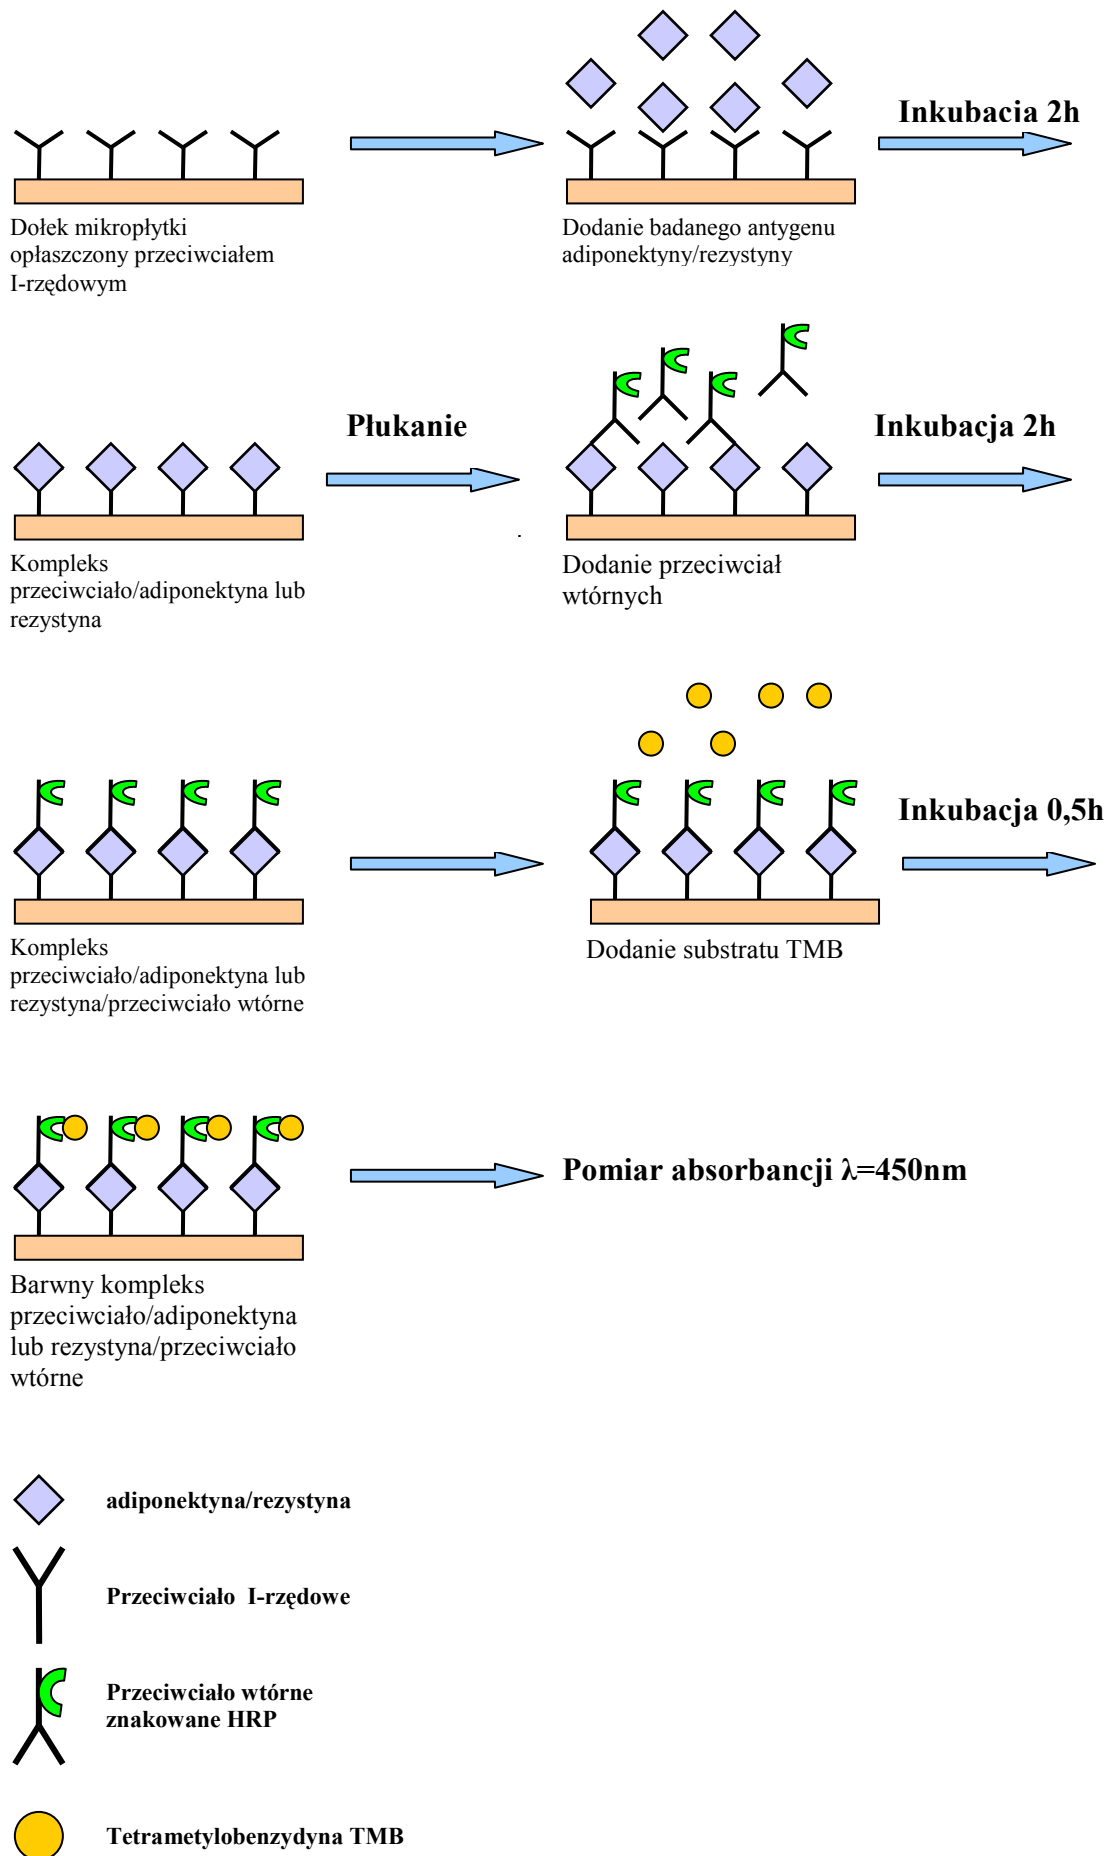 Inkubacja 2h
Dołek mikropłytki
opłaszczony przeciwciałem
I-rzędowym
Dodanie badanego antygenu
adiponektyny/rezystyny
Płukanie
Inkubacja 2h
Kompleks
przeciwciało/adiponektyna lub
rezystyna
.
Dodanie przeciwciał
wtórnych
Inkubacja 0,5h
Kompleks
przeciwciało/adiponektyna lub
rezystyna/przeciwciało wtórne
Dodanie substratu TMB
Pomiar absorbancji λ=450nm
Barwny kompleks
przeciwciało/adiponektyna
lub rezystyna/przeciwciało
wtórne
adiponektyna/rezystyna
Przeciwciało I-rzędowe
Przeciwciało wtórne
znakowane HRP
Tetrametylobenzydyna TMB